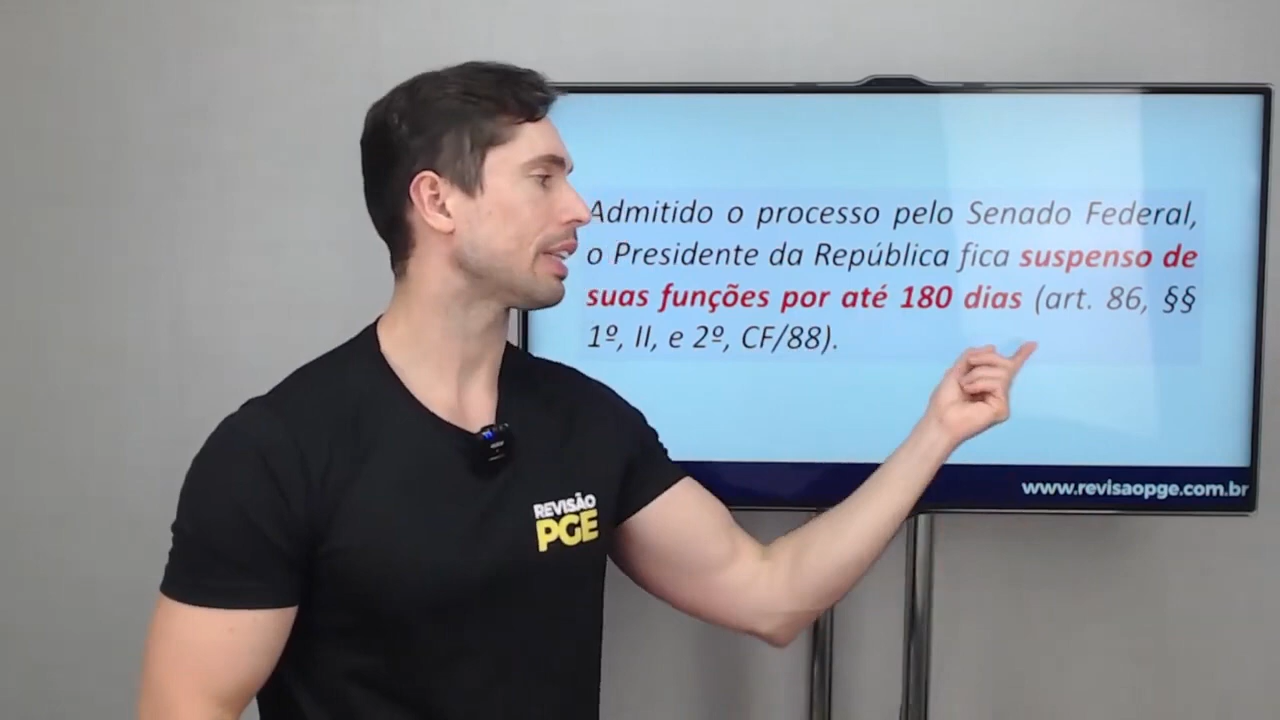 Admitido o processo pelo Senado Federal,
o Presidente da República fica suspenso de
suas funções por até 180 dias (art. 86, §§
1º, II, e 2º, CF/88).
www.revisaopge.com.br
REVISÃO
PGE